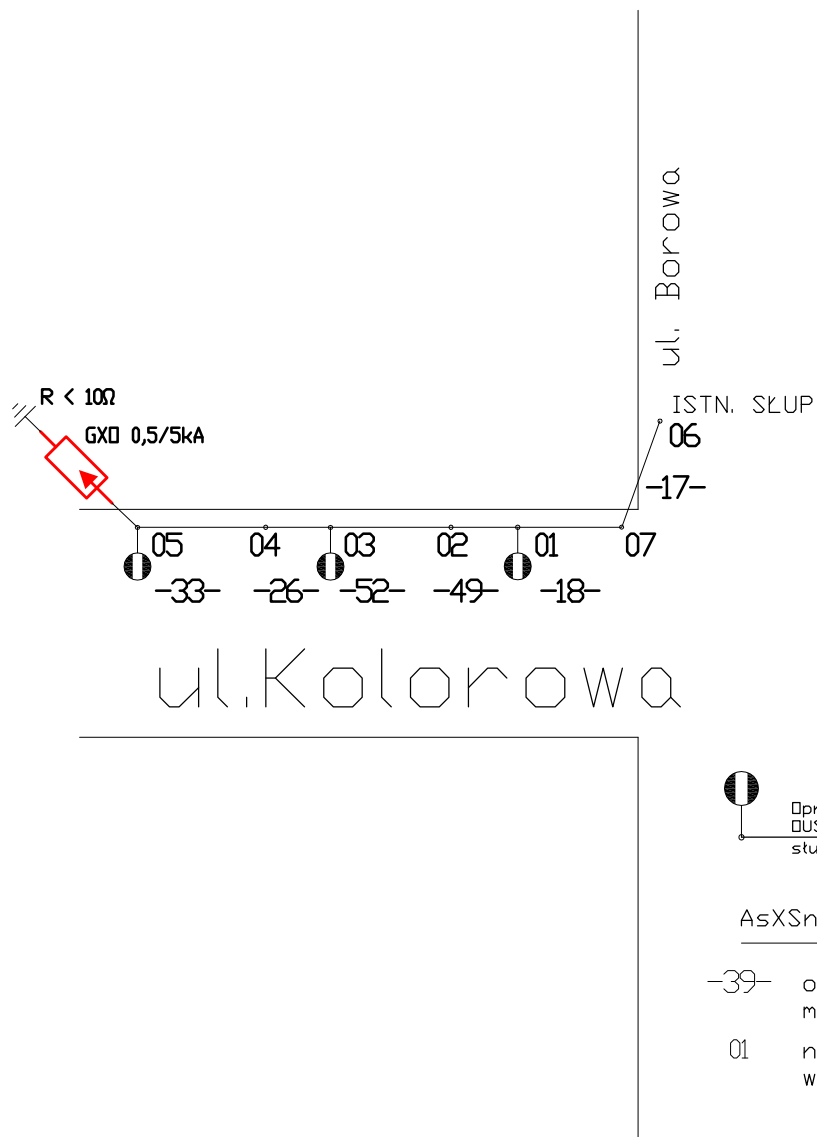 ul. Borowa
R < 10Ω
ISTN. SŁUP
GXO 0,5/5kA
06
-17-
05 04 03 02 01 07
-33- -26- -52- -49- -18-
ul.Kolorowa
AsXSn
-39-
01